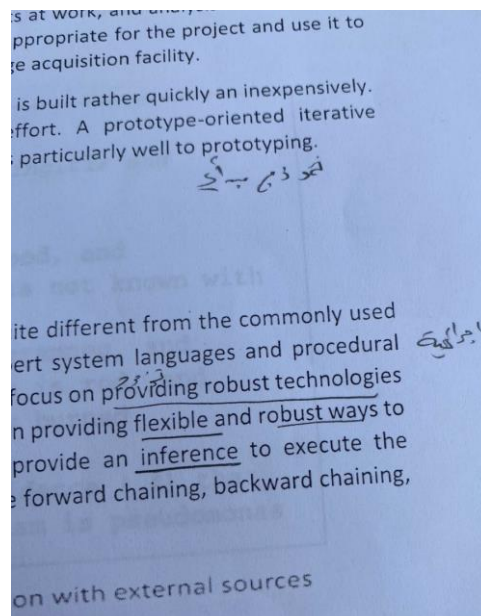 s at work, and
ppropriate for the project and use it to
ge acquisition facility.
is built rather quickly an inexpensively.
effort. A prototype-oriented iterative
particularly well to prototyping.
ite different from the commonly used
ert system languages and procedural اجرائية
focus on providing robust technologies
n providing flexible and robust ways to
provide an inference to execute the
e forward chaining, backward chaining,
on with external sources